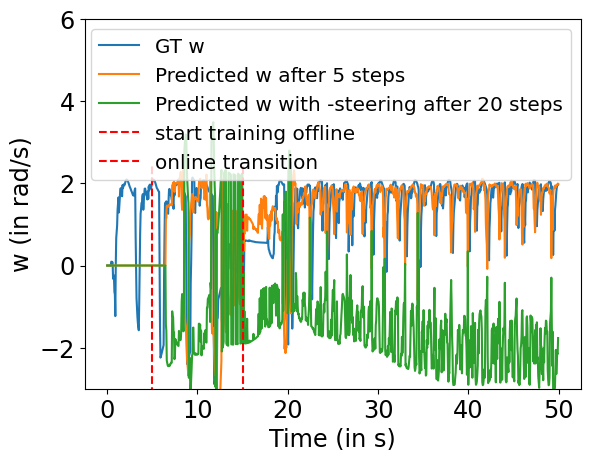 6
GT w
Predicted w after 5 steps
Predicted w with -steering after 20 steps
start training offline
online transition
4
2
0
−2
w (in rad/s)
0 10 20 30 40 50
Time (in s)